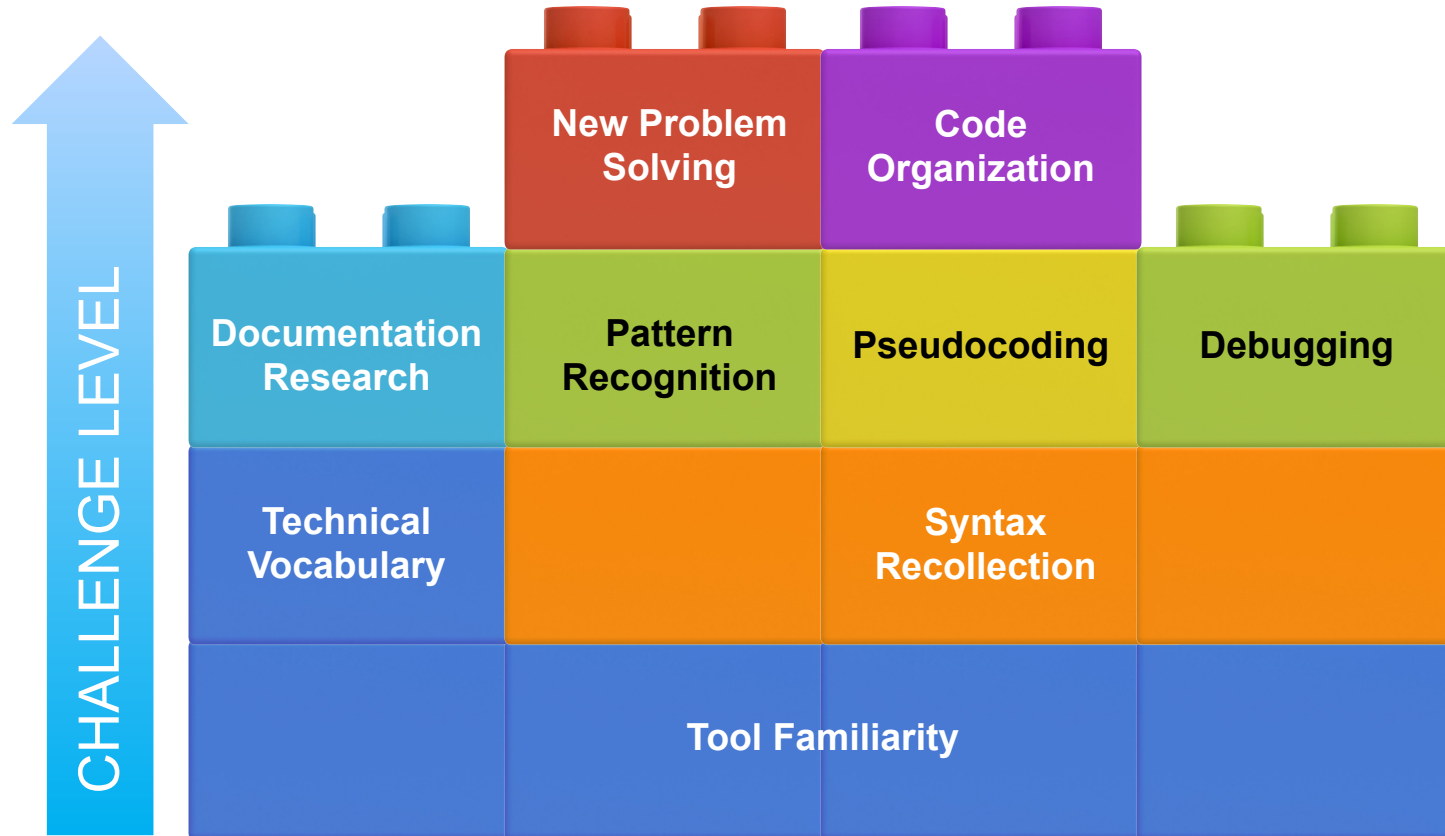 New Problem
Solving
Code
Organization
Documentation
Research
Pattern
Recognition
Pseudocoding
Debugging
Technical
Vocabulary
Syntax
Recollection
Tool Familiarity
CHALLENGE LEVEL